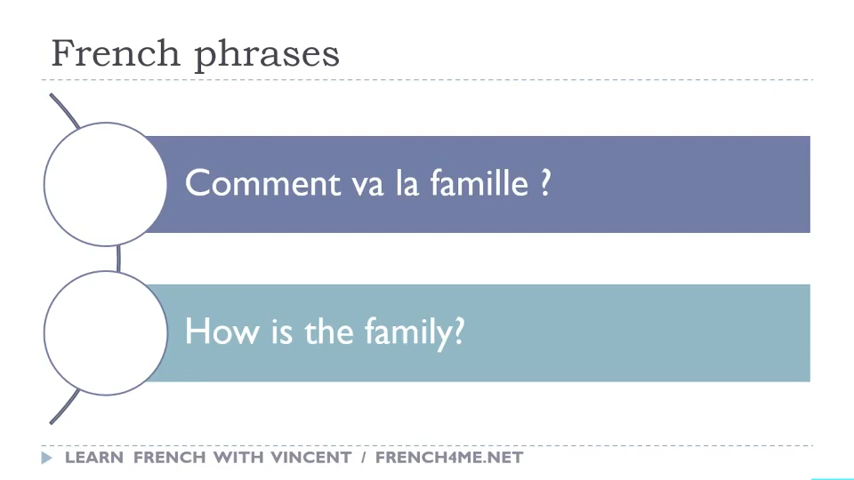 French phrases
Comment va la famille ?
How is the family?
LEARN FRENCH WITH VINCENT / FRENCH4ME.NET